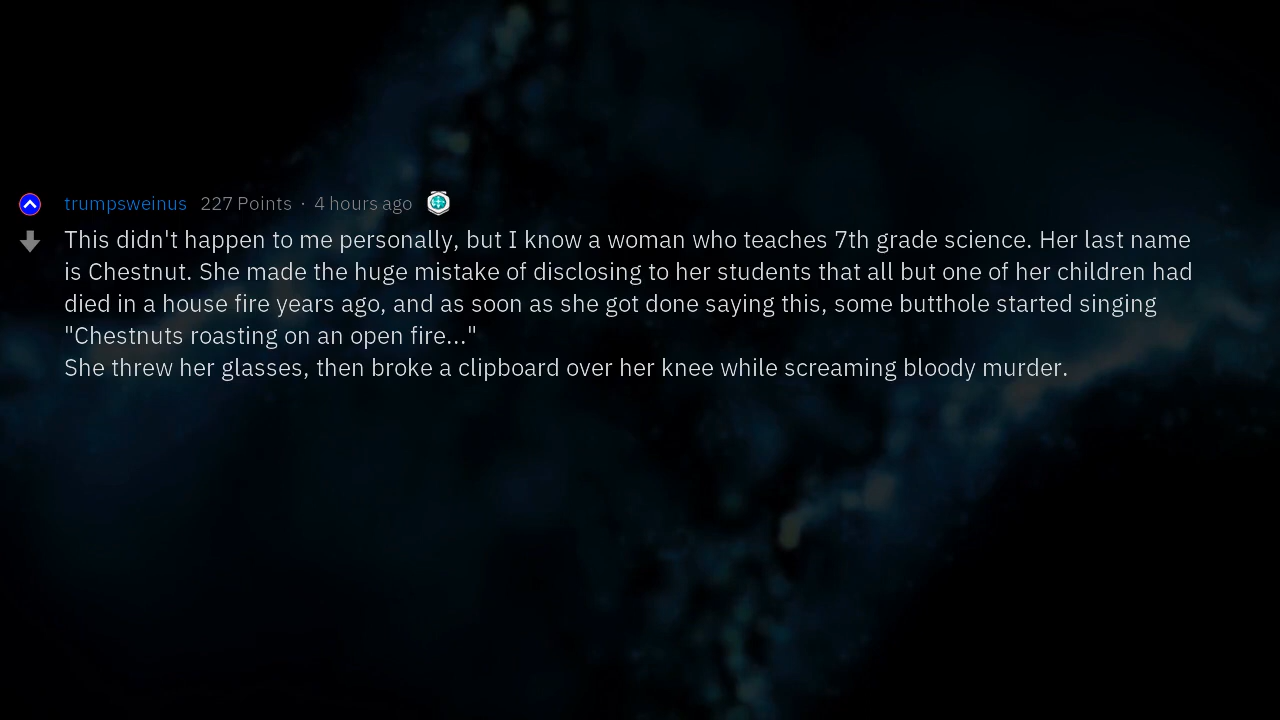 trumpsweinus 227 Points · 4 hours ago
This didn't happen to me personally, but I know a woman who teaches 7th grade science. Her last name
is Chestnut. She made the huge mistake of disclosing to her students that all but one of her children had
died in a house fire years ago, and as soon as she got done saying this, some butthole started singing
"Chestnuts roasting on an open fire..."
She threw her glasses, then broke a clipboard over her knee while screaming bloody murder.